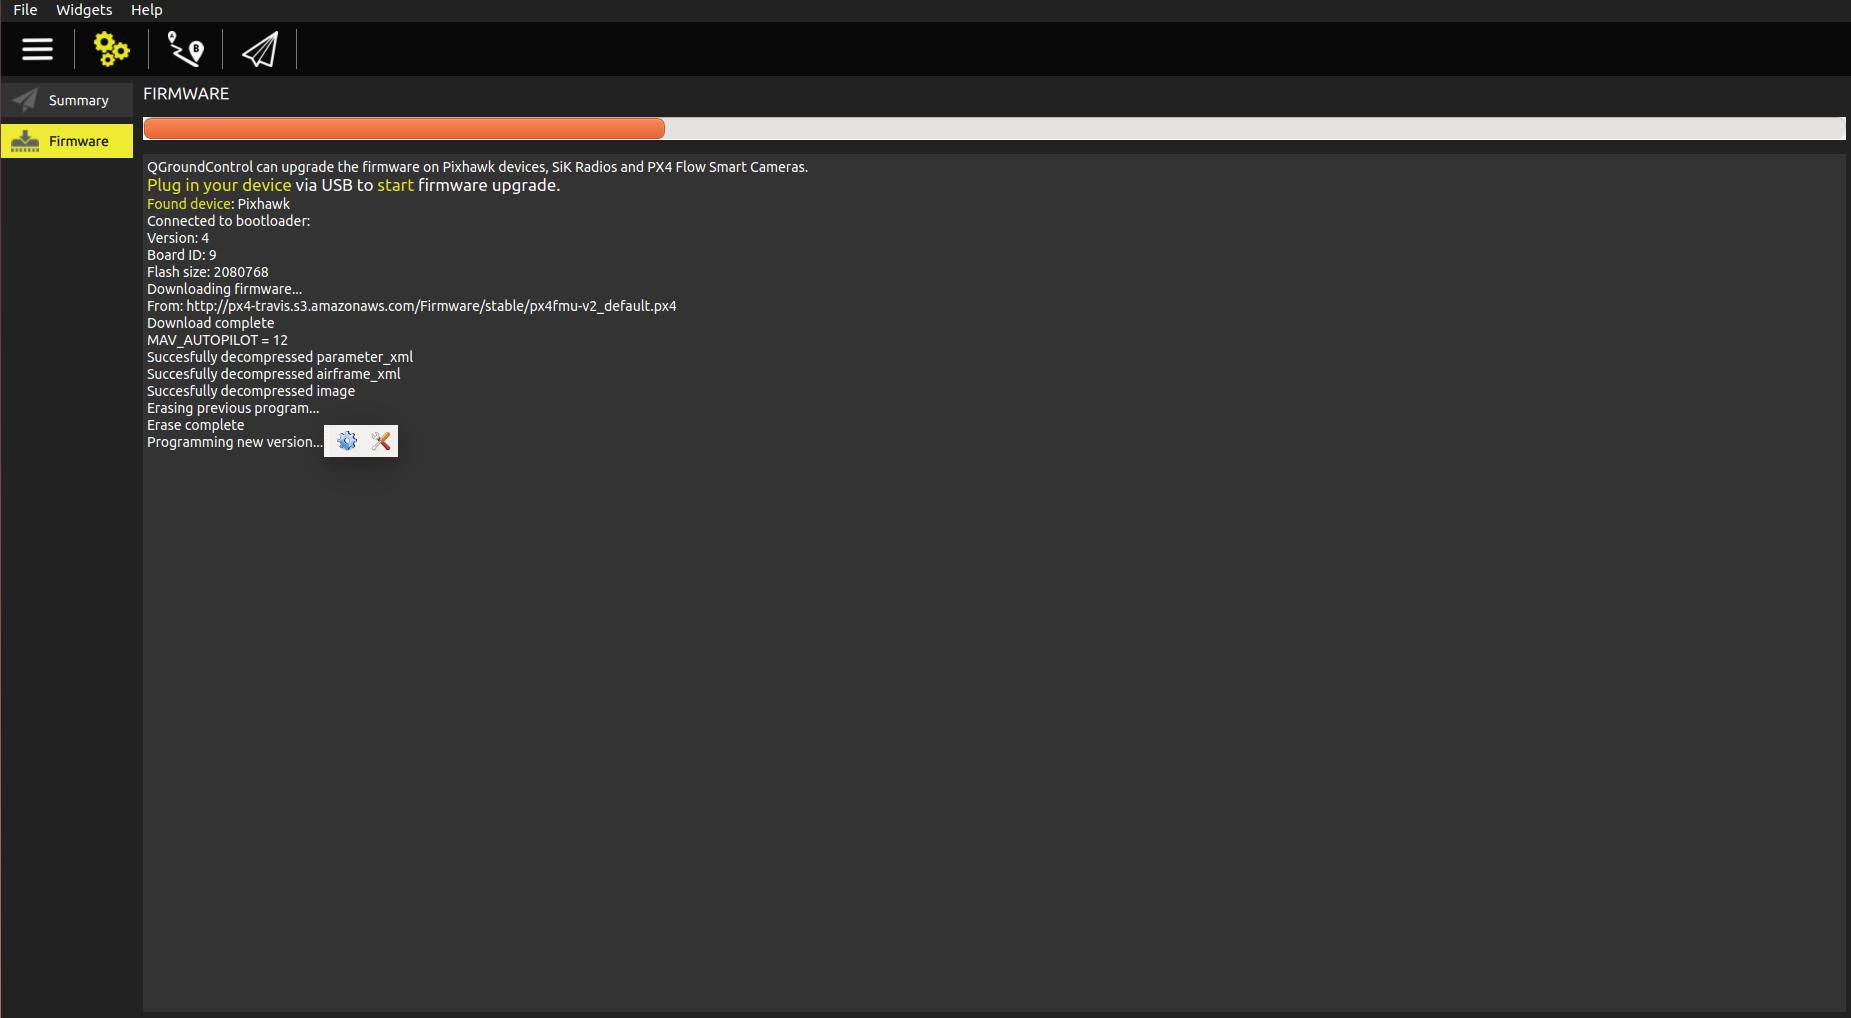 File Widgets Help
A
B
Summary
Firmware
FIRMWARE
QGroundControl can upgrade the firmware on Pixhawk devices, SiK Radios and PX4 Flow Smart Cameras.
Plug in your device via USB to start firmware upgrade.
Found device: Pixhawk
Connected to bootloader:
Version: 4
Board ID: 9
Flash size: 2080768
Downloading firmware...
From: http://px4-travis.s3.amazonaws.com/Firmware/stable/px4fmu-v2_default.px4
Download complete
MAV_AUTOPILOT = 12
Succesfully decompressed parameter_xml
Succesfully decompressed airframe_xml
Succesfully decompressed image
Erasing previous program...
Erase complete
Programming new version...